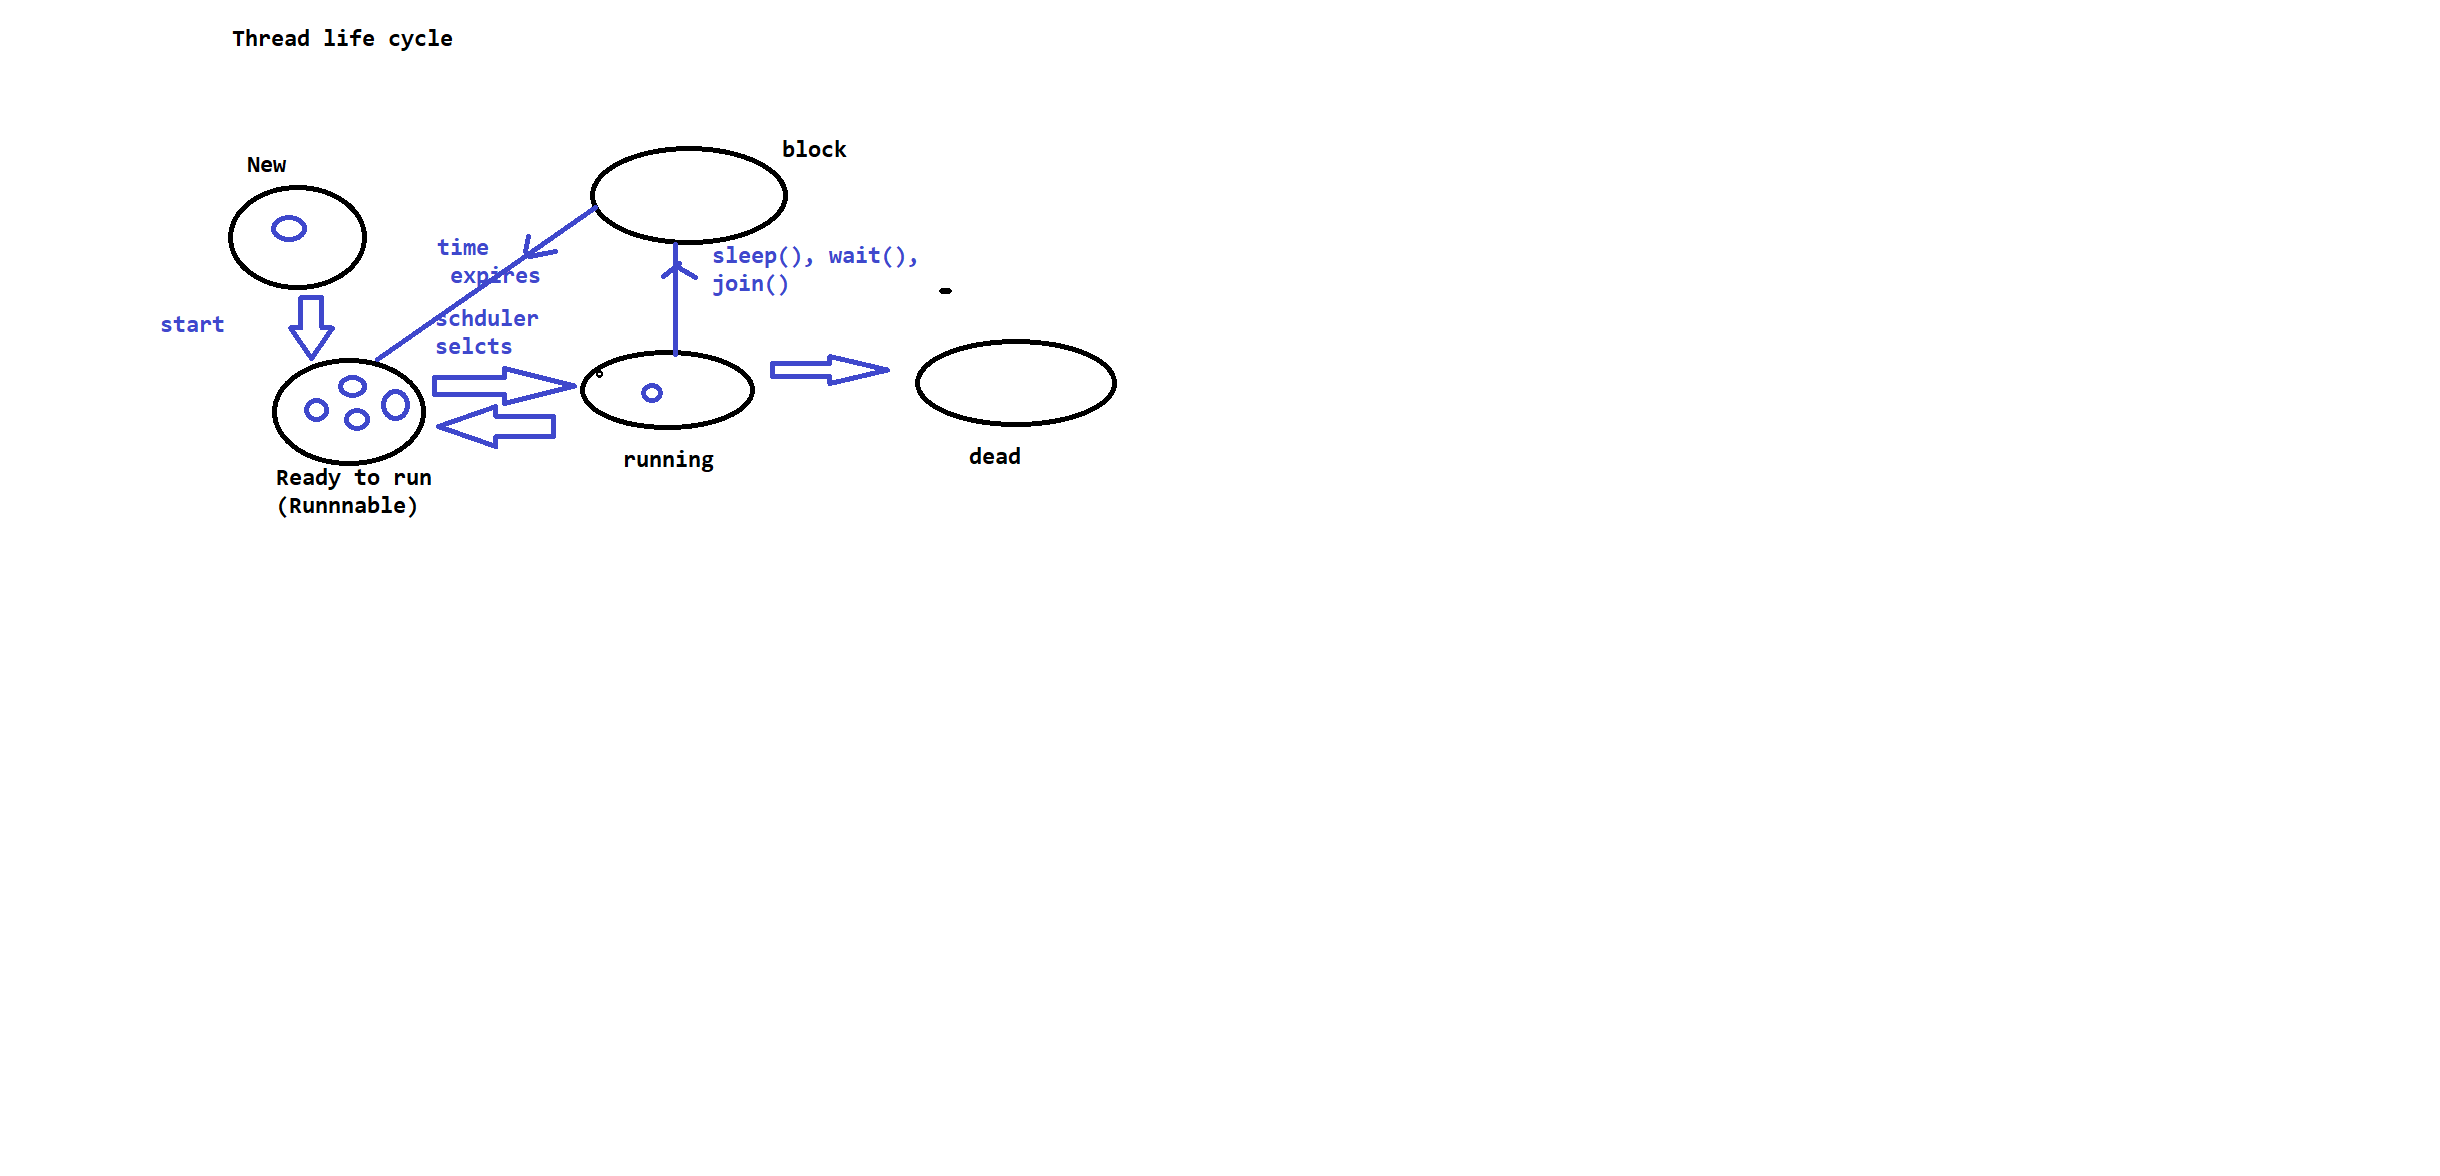 Thread life cycle
block
New
time
expires
sleep(), wait(),
join()
start
schduler
selcts
running
dead
Ready to run
(Runnnable)